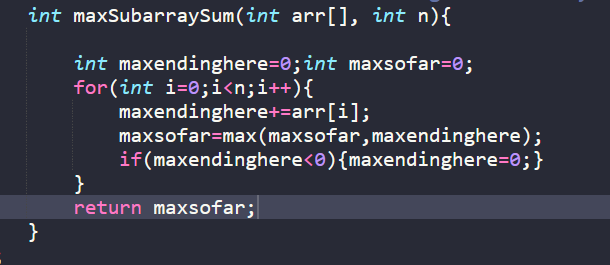 int maxSubarraySum(int arr[], int n){
int maxendinghere=0;int maxsofar=0;
for(int i=0;i<n;i++){
maxendinghere+=arr[i];
maxsofar=max(maxsofar,maxendinghere);
if(maxendinghere<0){maxendinghere=0;}
}
return maxsofar;
}